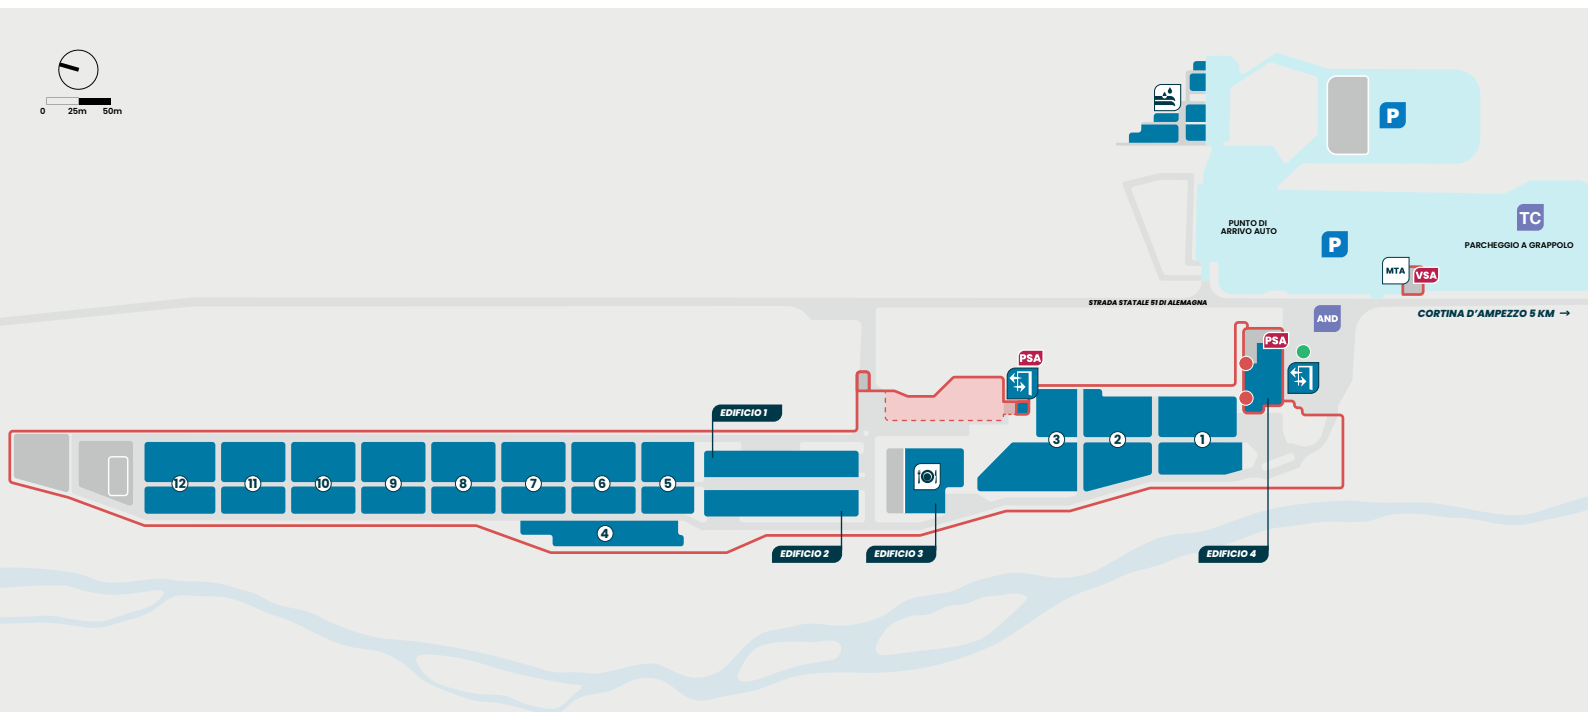 0 25m 50m
P
PUNTO DI
ARRIVO AUTO
P
TC
PARCHEGGIO A GRAPPOLO
MTA
VSA
STRADA STATALE 51 DI ALEMAGNA
AND
CORTINA D'AMPEZZO 5 KM →
PSA
PSA
EDIFICIO 1
3
2
1
12
11
10
9
8
7
6
5
4
EDIFICIO 2
EDIFICIO 3
EDIFICIO 4